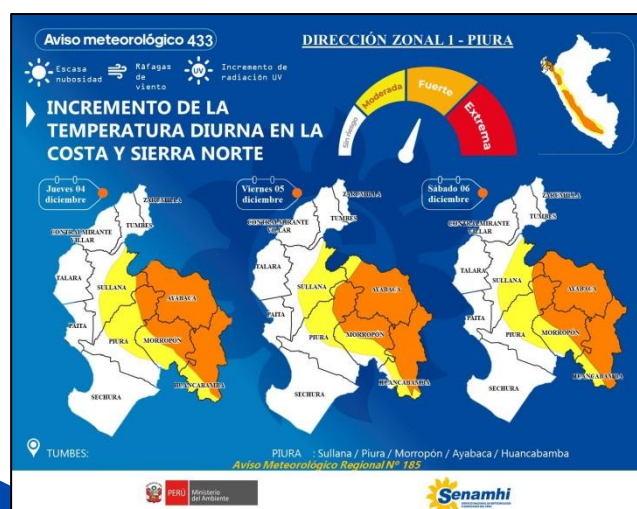 Aviso meteorológico 433
DIRECCIÓN ZONAL 1 - PIURA
Escasa nubosidad
Ráfagas de viento
Incremento de radiación UV
INCREMENTO DE LA
TEMPERATURA DIURNA EN LA
COSTA Y SIERRA NORTE
Sin riesgo
Moderada
Fuerte
Extrema
Jueves 04
diciembre
ZARUMILLA
TUMBES
CONTRALMIRANTE
VILLAR
TALARA
SULLANA
AYABACA
PAITA
PIURA
MORROPÓN
HUANCABAMBA
SECHURA
Viernes 05
diciembre
ZARUMILLA
TUMBES
CONTRALMIRANTE
VILLAR
TALARA
SULLANA
AYABACA
PAITA
PIURA
MORROPÓN
HUANCABAMBA
SECHURA
Sábado 06
diciembre
ZARUMILLA
TUMBES
CONTRALMIRANTE
VILLAR
TALARA
SULLANA
AYABACA
PAITA
PIURA
MORROPÓN
HUANCABAMBA
SECHURA
TUMBES:
PIURA : Sullana / Piura / Morropón / Ayabaca / Huancabamba
Aviso Meteorológico Regional Nº 185
PERÚ
Ministerio
del Ambiente
Senamhi